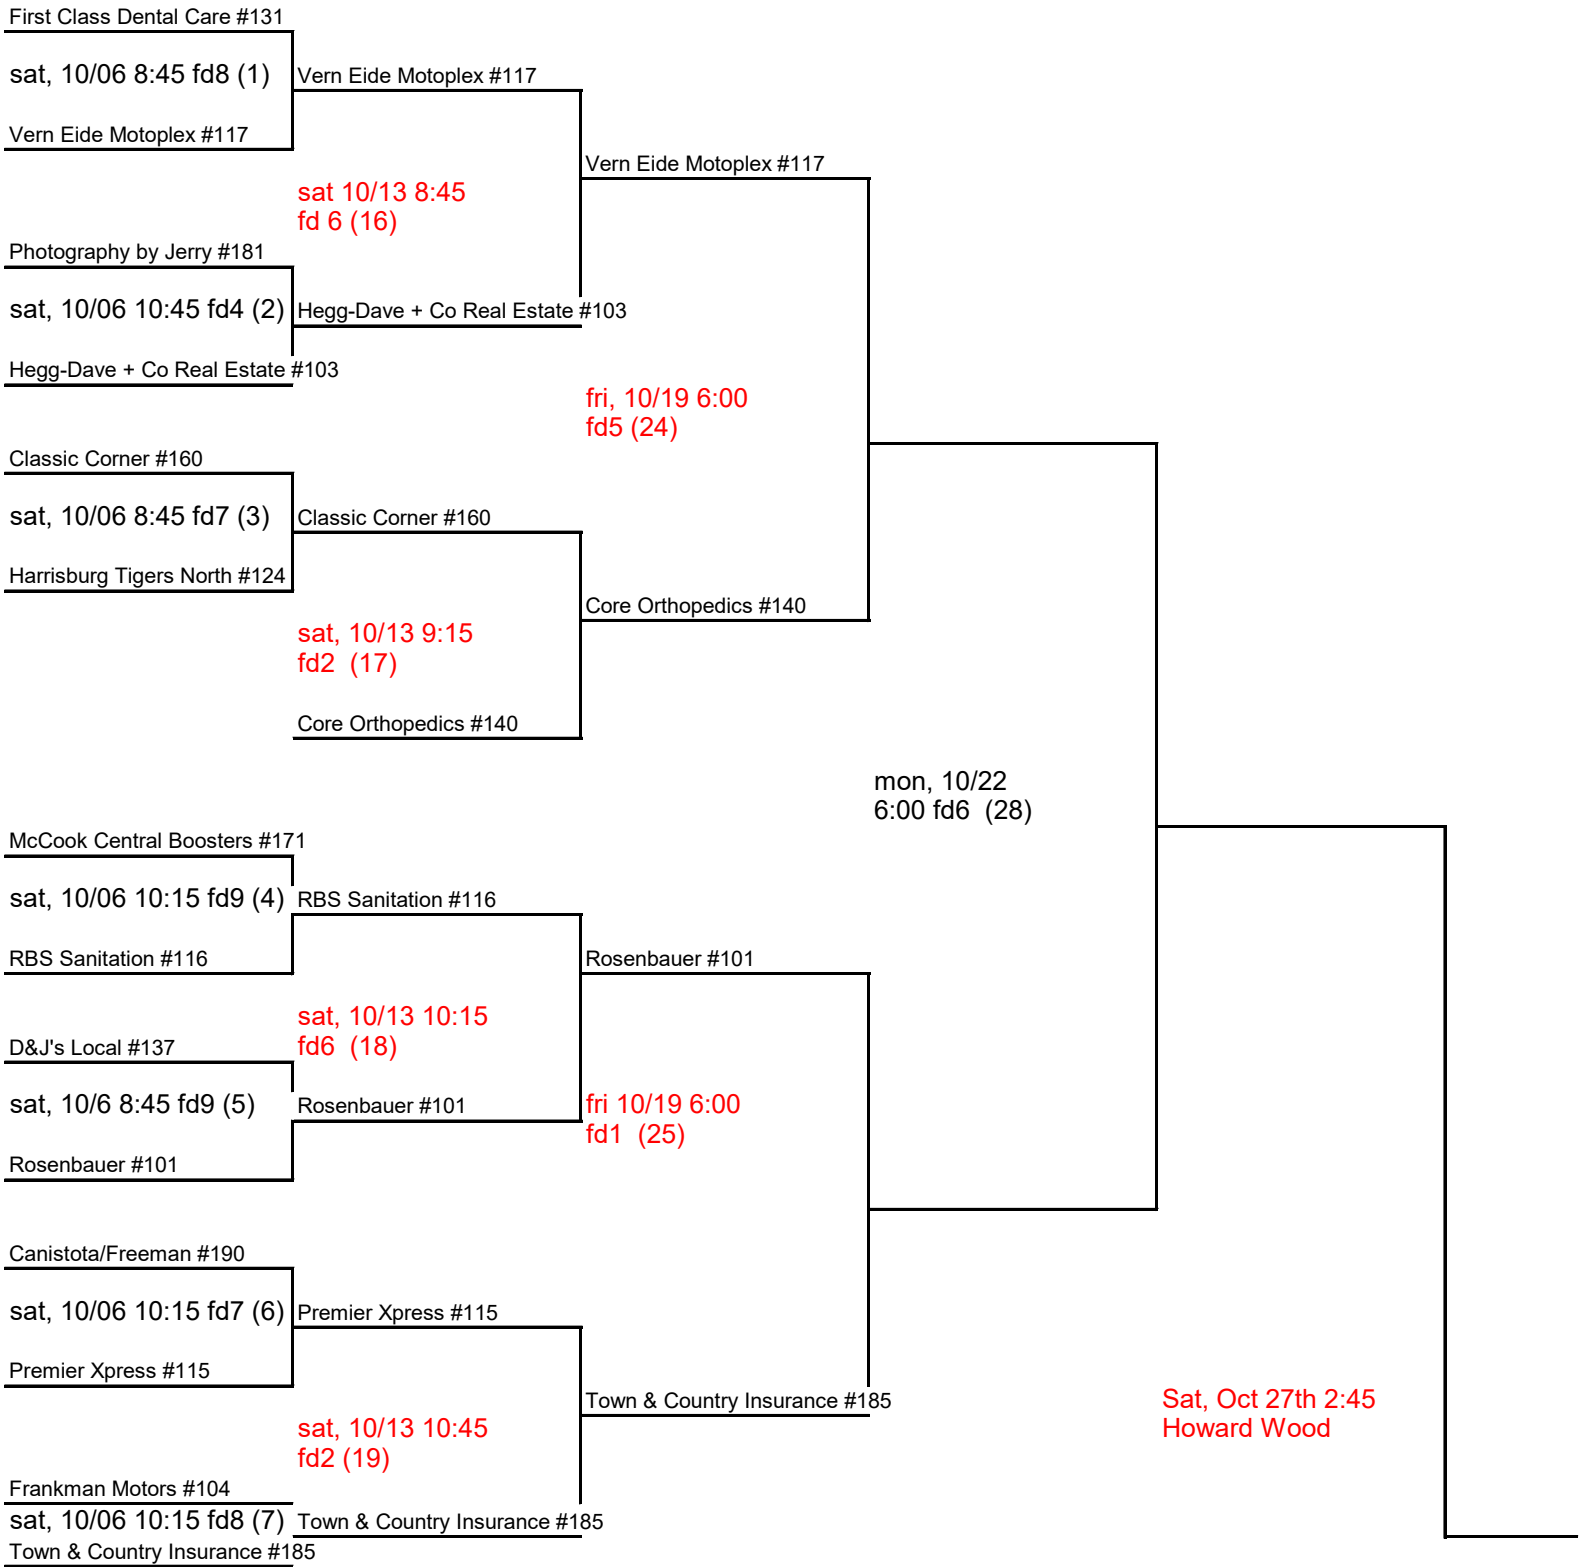 First Class Dental Care #131
sat, 10/06 8:45 fd8 (1)
Vern Eide Motoplex #117
Vern Eide Motoplex #117
Vern Eide Motoplex #117
sat 10/13 8:45
fd 6 (16)
Photography by Jerry #181
sat, 10/06 10:45 fd4 (2)
Hegg-Dave + Co Real Estate #103
Hegg-Dave + Co Real Estate #103
fri, 10/19 6:00
fd5 (24)
Classic Corner #160
sat, 10/06 8:45 fd7 (3)
Classic Corner #160
Harrisburg Tigers North #124
Core Orthopedics #140
sat, 10/13 9:15
fd2 (17)
Core Orthopedics #140
mon, 10/22
6:00 fd6 (28)
McCook Central Boosters #171
sat, 10/06 10:15 fd9 (4)
RBS Sanitation #116
RBS Sanitation #116
Rosenbauer #101
sat, 10/13 10:15
fd6 (18)
D&J's Local #137
sat, 10/6 8:45 fd9 (5)
Rosenbauer #101
fri 10/19 6:00
fd1 (25)
Rosenbauer #101
Canistota/Freeman #190
sat, 10/06 10:15 fd7 (6)
Premier Xpress #115
Premier Xpress #115
Town & Country Insurance #185
Sat, Oct 27th 2:45
Howard Wood
sat, 10/13 10:45
fd2 (19)
Frankman Motors #104
sat, 10/06 10:15 fd8 (7)
Town & Country Insurance #185
Town & Country Insurance #185